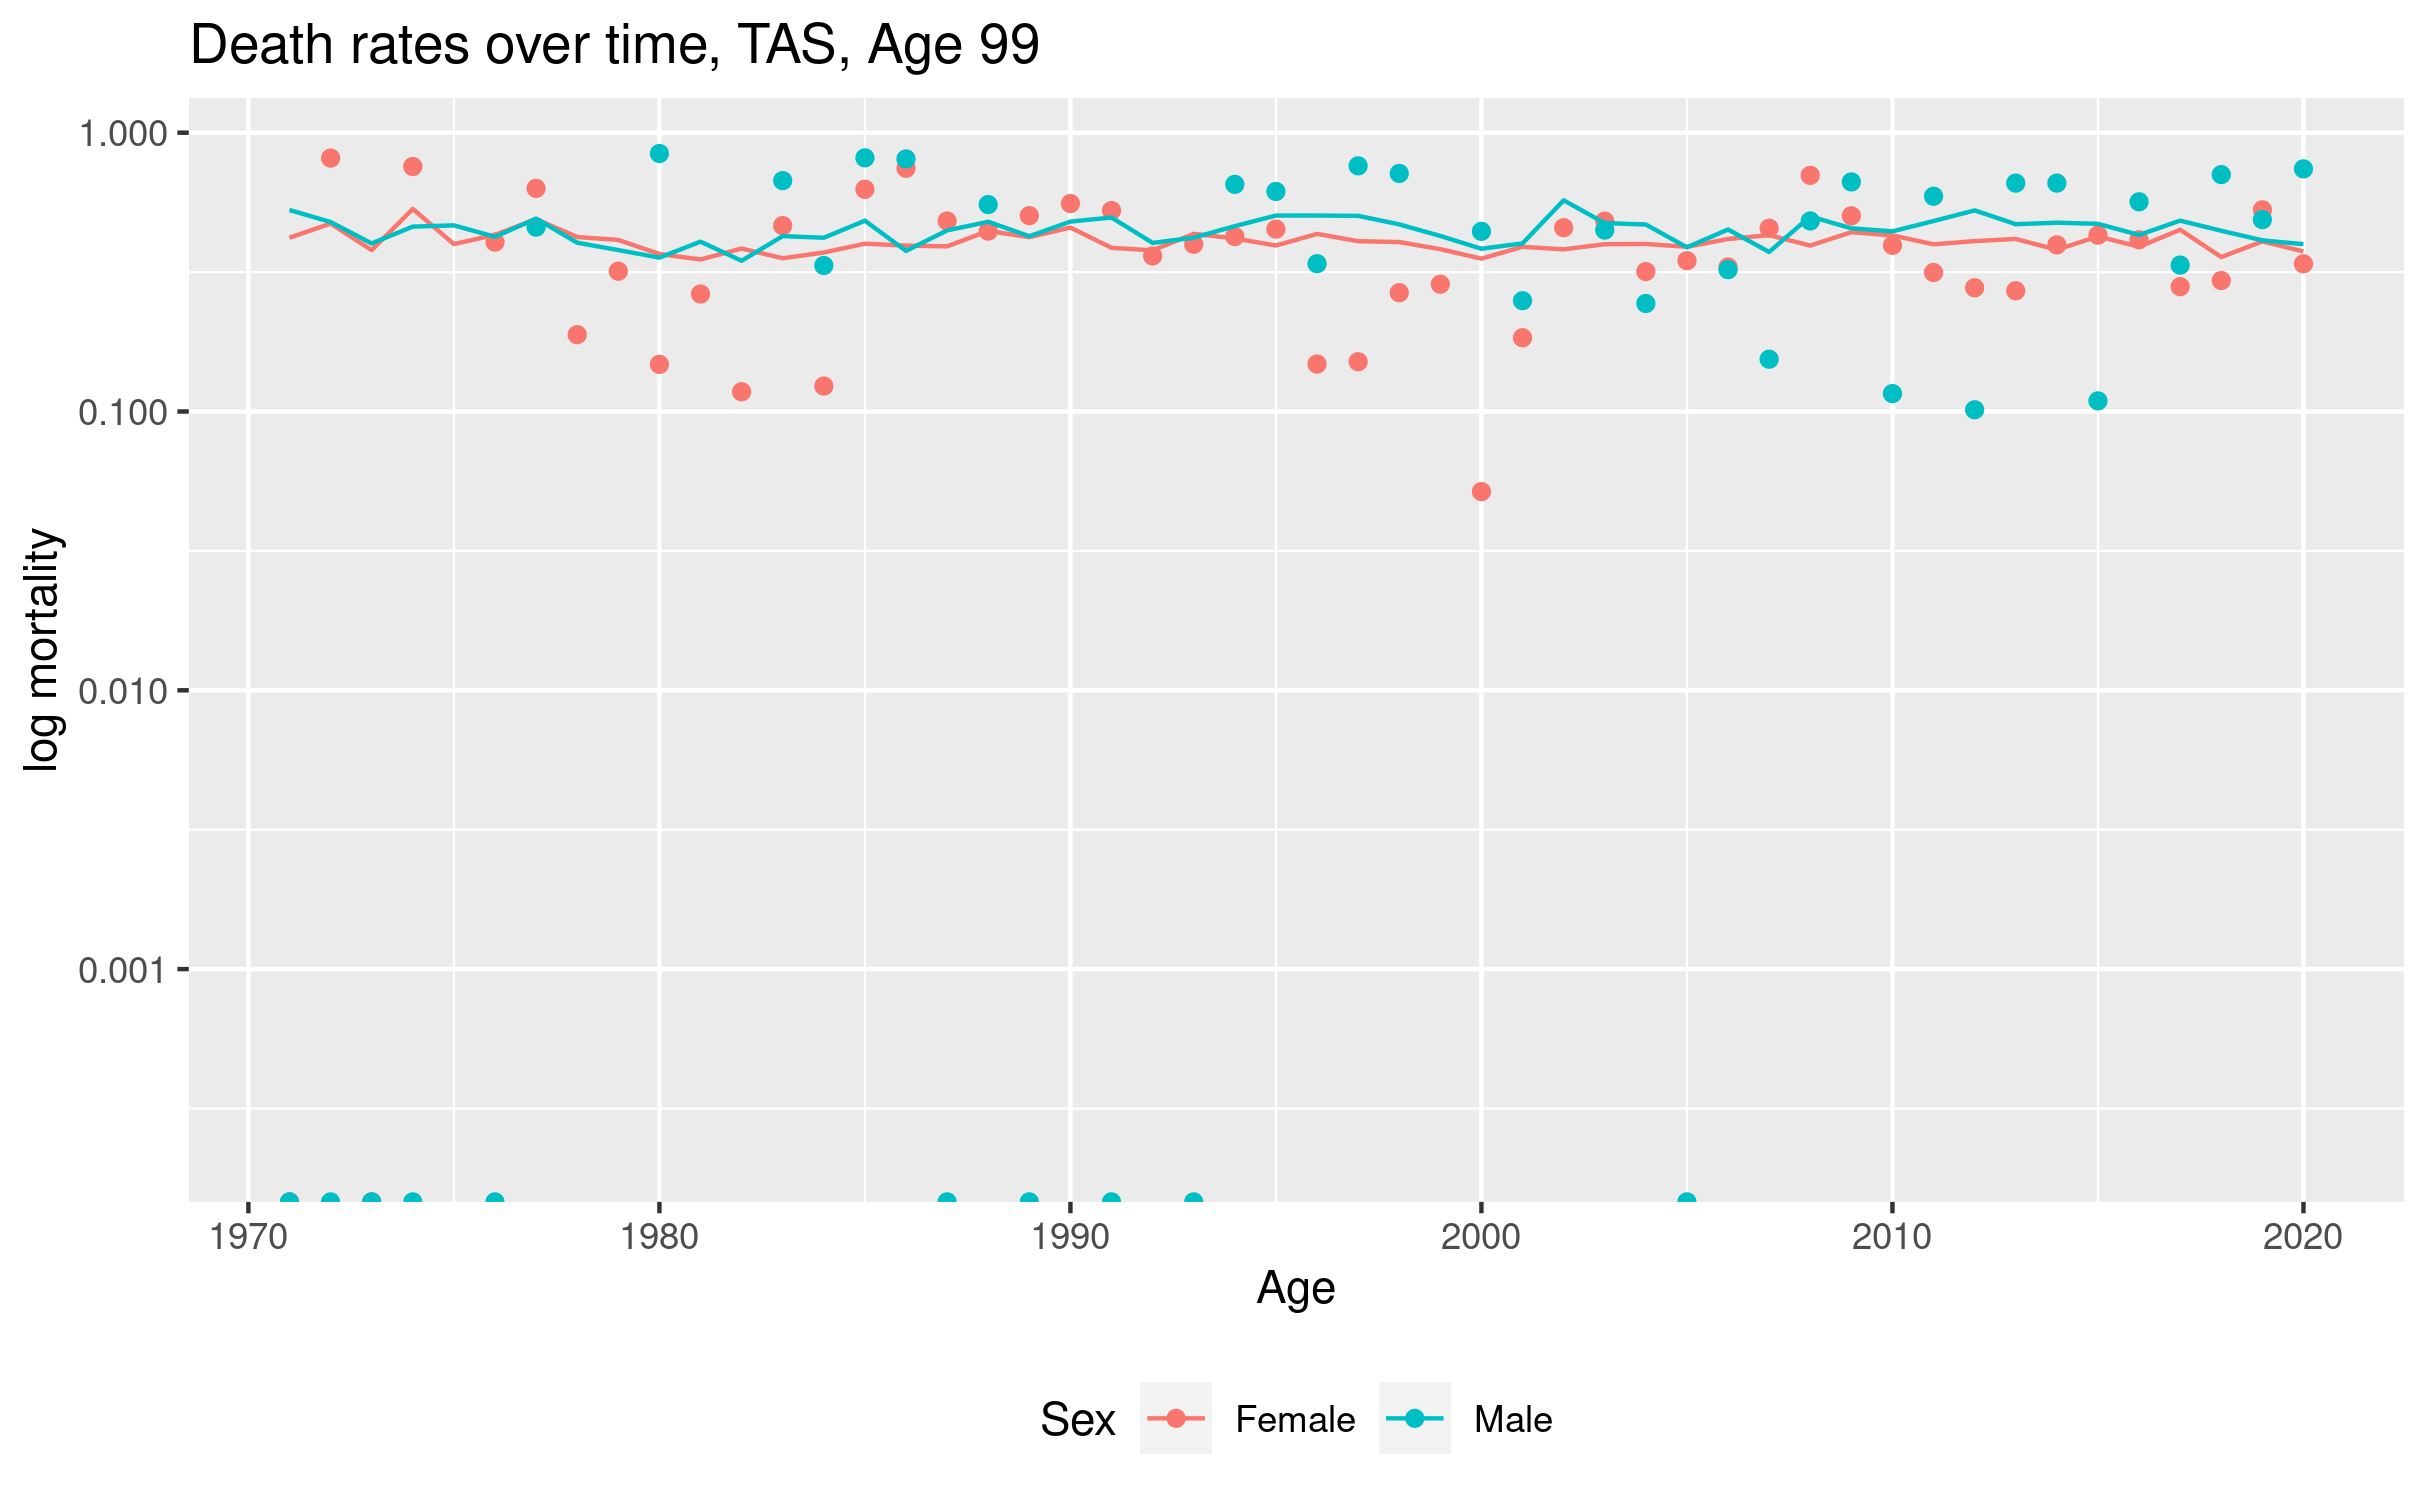 Death rates over time, TAS, Age 99
log mortality
1.000
0.100
0.010
0.001
1970 1980 1990 2000 2010 2020
Age
Sex Female Male